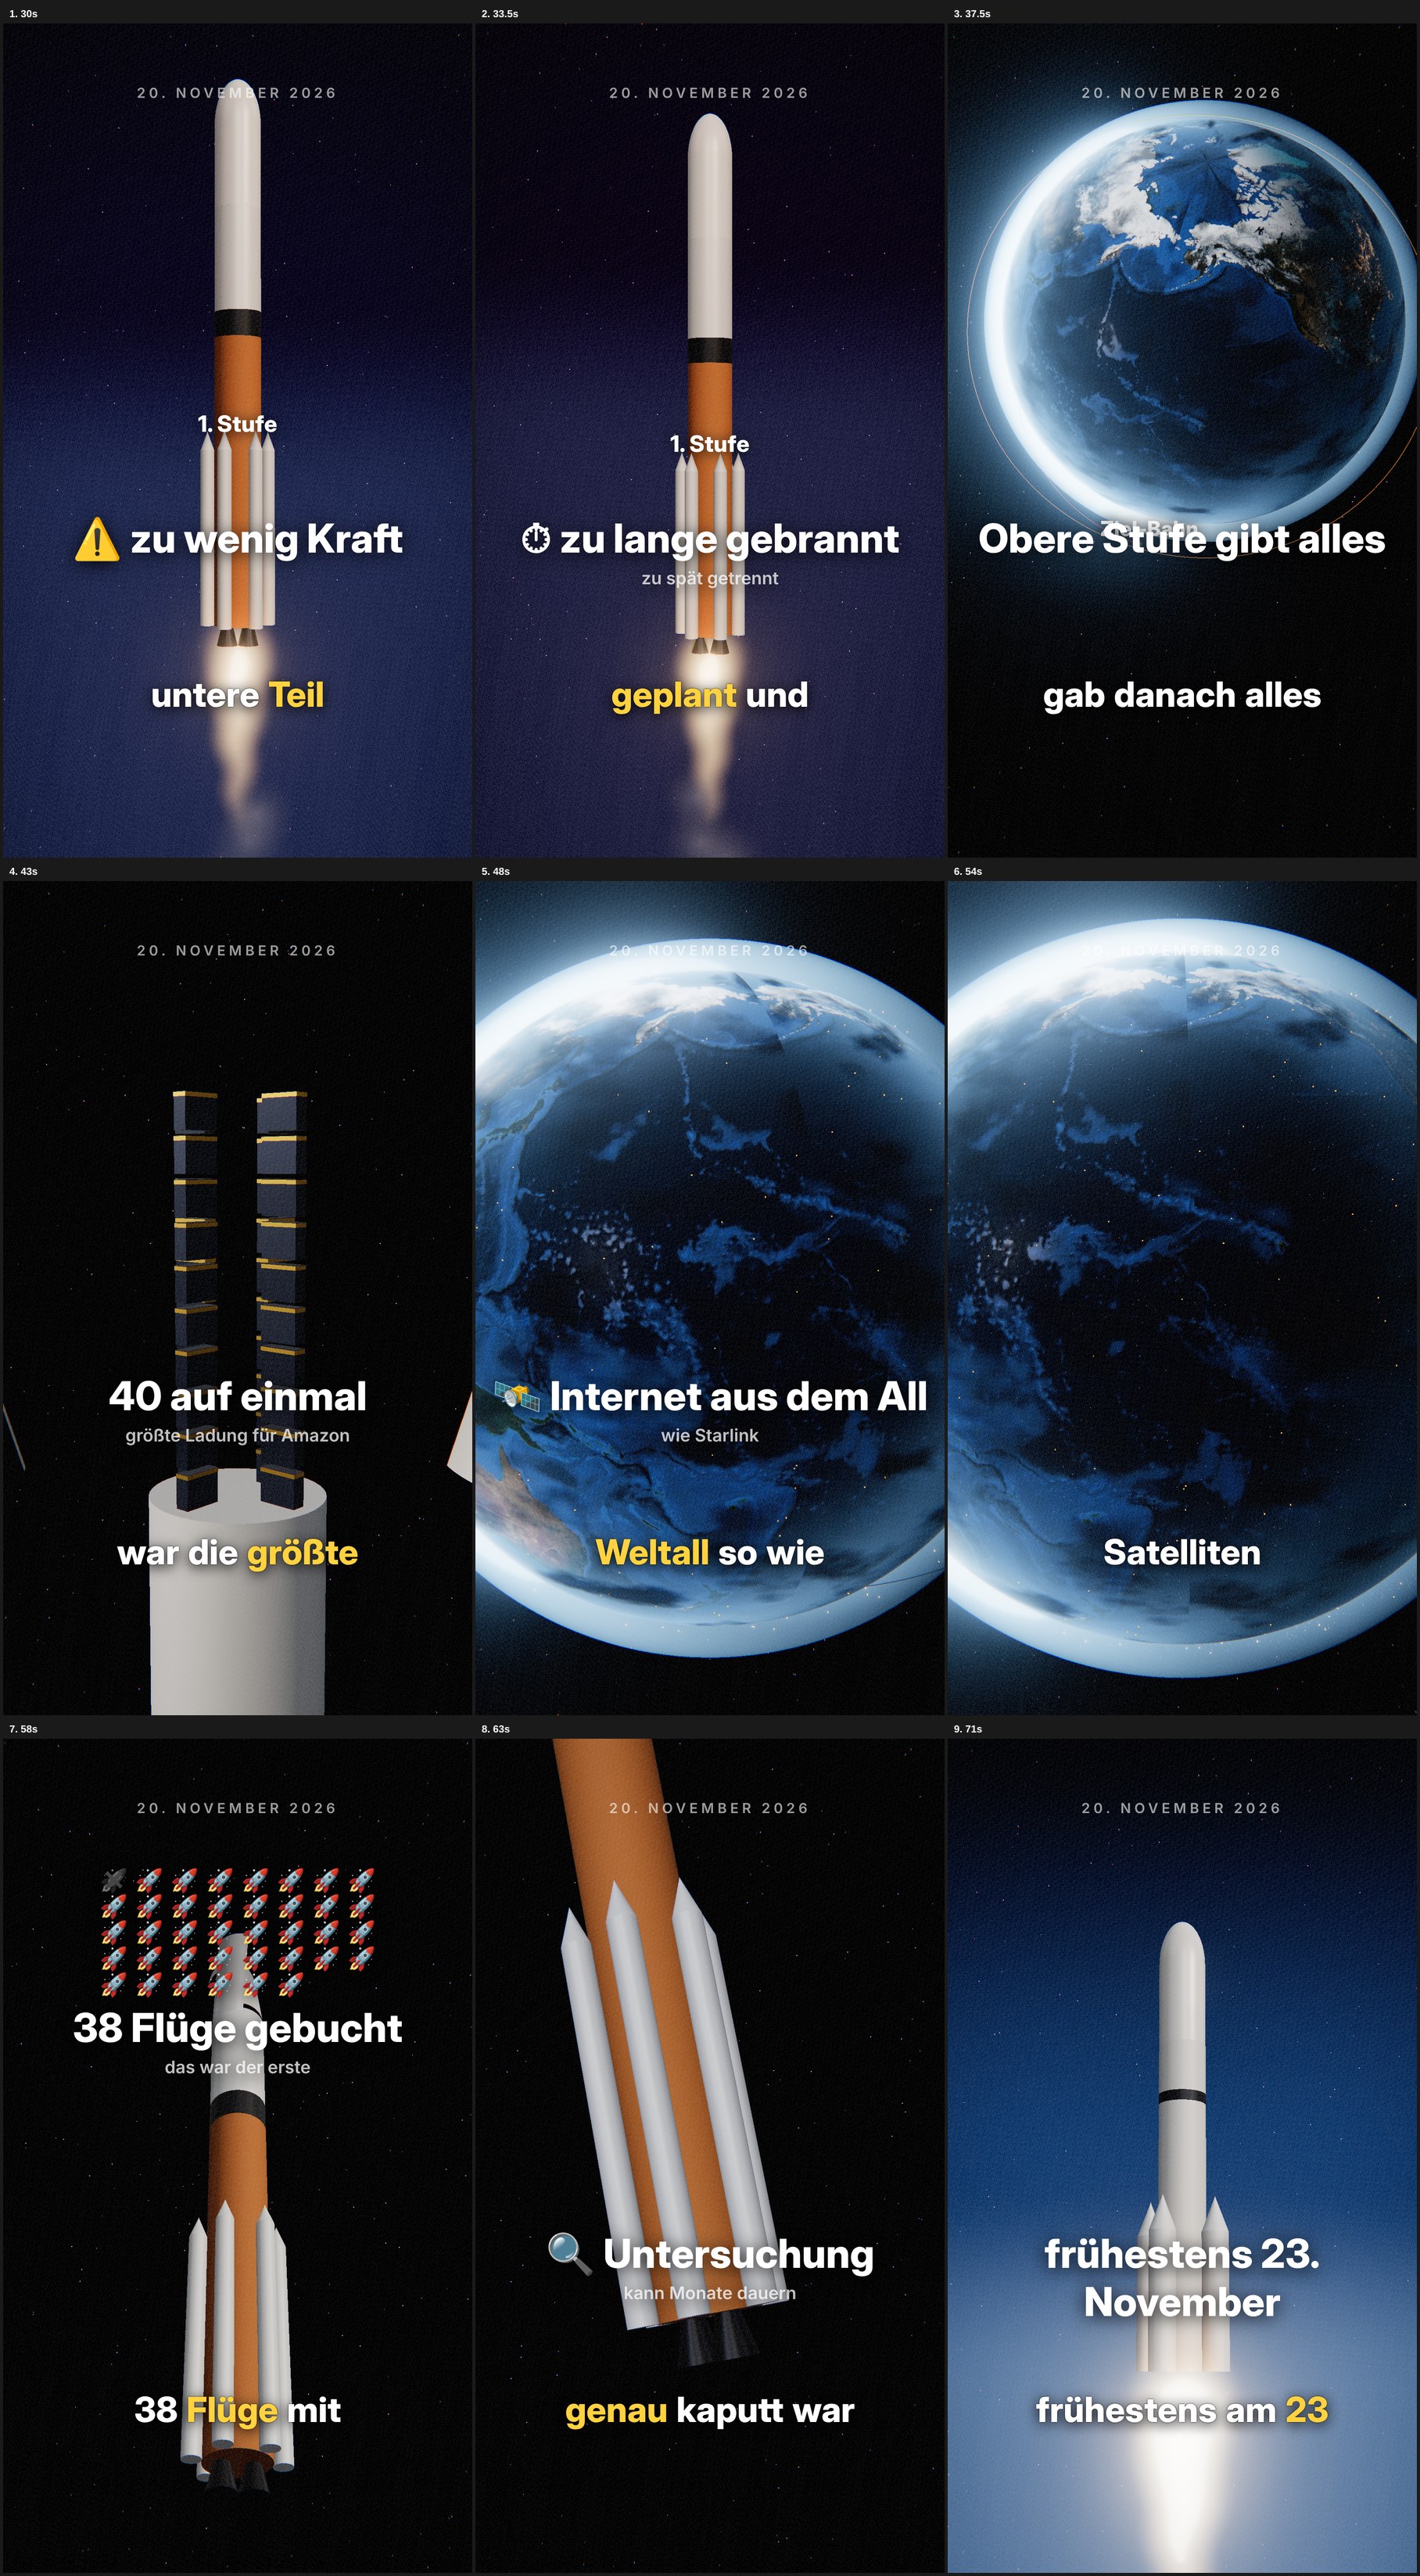 1. 30s
20. NOVEMBER 2026
1. Stufe
⚠️ zu wenig Kraft
untere Teil
2. 33.5s
20. NOVEMBER 2026
1. Stufe
⏱ zu lange gebrannt
zu spät getrennt
geplant und
3. 37.5s
20. NOVEMBER 2026
Ziel-Bahn
Obere Stufe gibt alles
gab danach alles
4. 43s
20. NOVEMBER 2026
40 auf einmal
größte Ladung für Amazon
war die größte
5. 48s
20. NOVEMBER 2026
🛰️ Internet aus dem All
wie Starlink
Weltall so wie
6. 54s
20. NOVEMBER 2026
Satelliten
7. 58s
20. NOVEMBER 2026
38 Flüge gebucht
das war der erste
38 Flüge mit
8. 63s
20. NOVEMBER 2026
🔍 Untersuchung
kann Monate dauern
genau kaputt war
9. 71s
20. NOVEMBER 2026
frühestens 23.
November
frühestens am 23